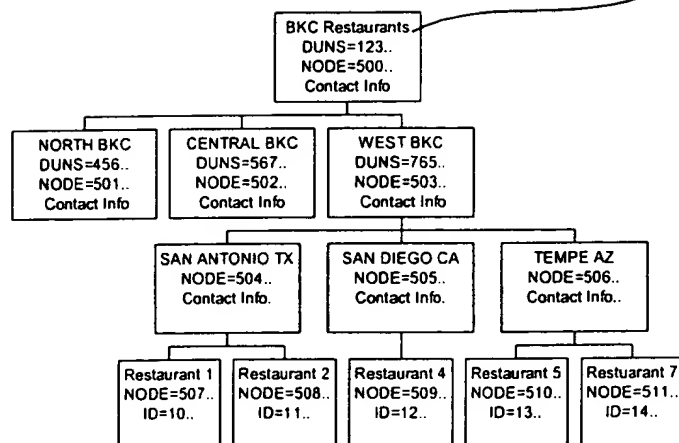 BKC Restaurants
DUNS=123..
NODE=500..
Contact Info
NORTH BKC
DUNS=456..
NODE=501..
Contact Info
CENTRAL BKC
DUNS=567..
NODE=502..
Contact Info
WEST BKC
DUNS=765..
NODE=503..
Contact Info
SAN ANTONIO TX
NODE=504..
Contact Info.
SAN DIEGO CA
NODE=505..
Contact Info.
TEMPE AZ
NODE=506..
Contact Info..
Restaurant 1
NODE=507..
ID=10..
Restaurant 2
NODE=508..
ID=11..
Restaurant 4
NODE=509..
ID=12..
Restaurant 5
NODE=510..
ID=13..
Restuarant 7
NODE=511..
ID=14..